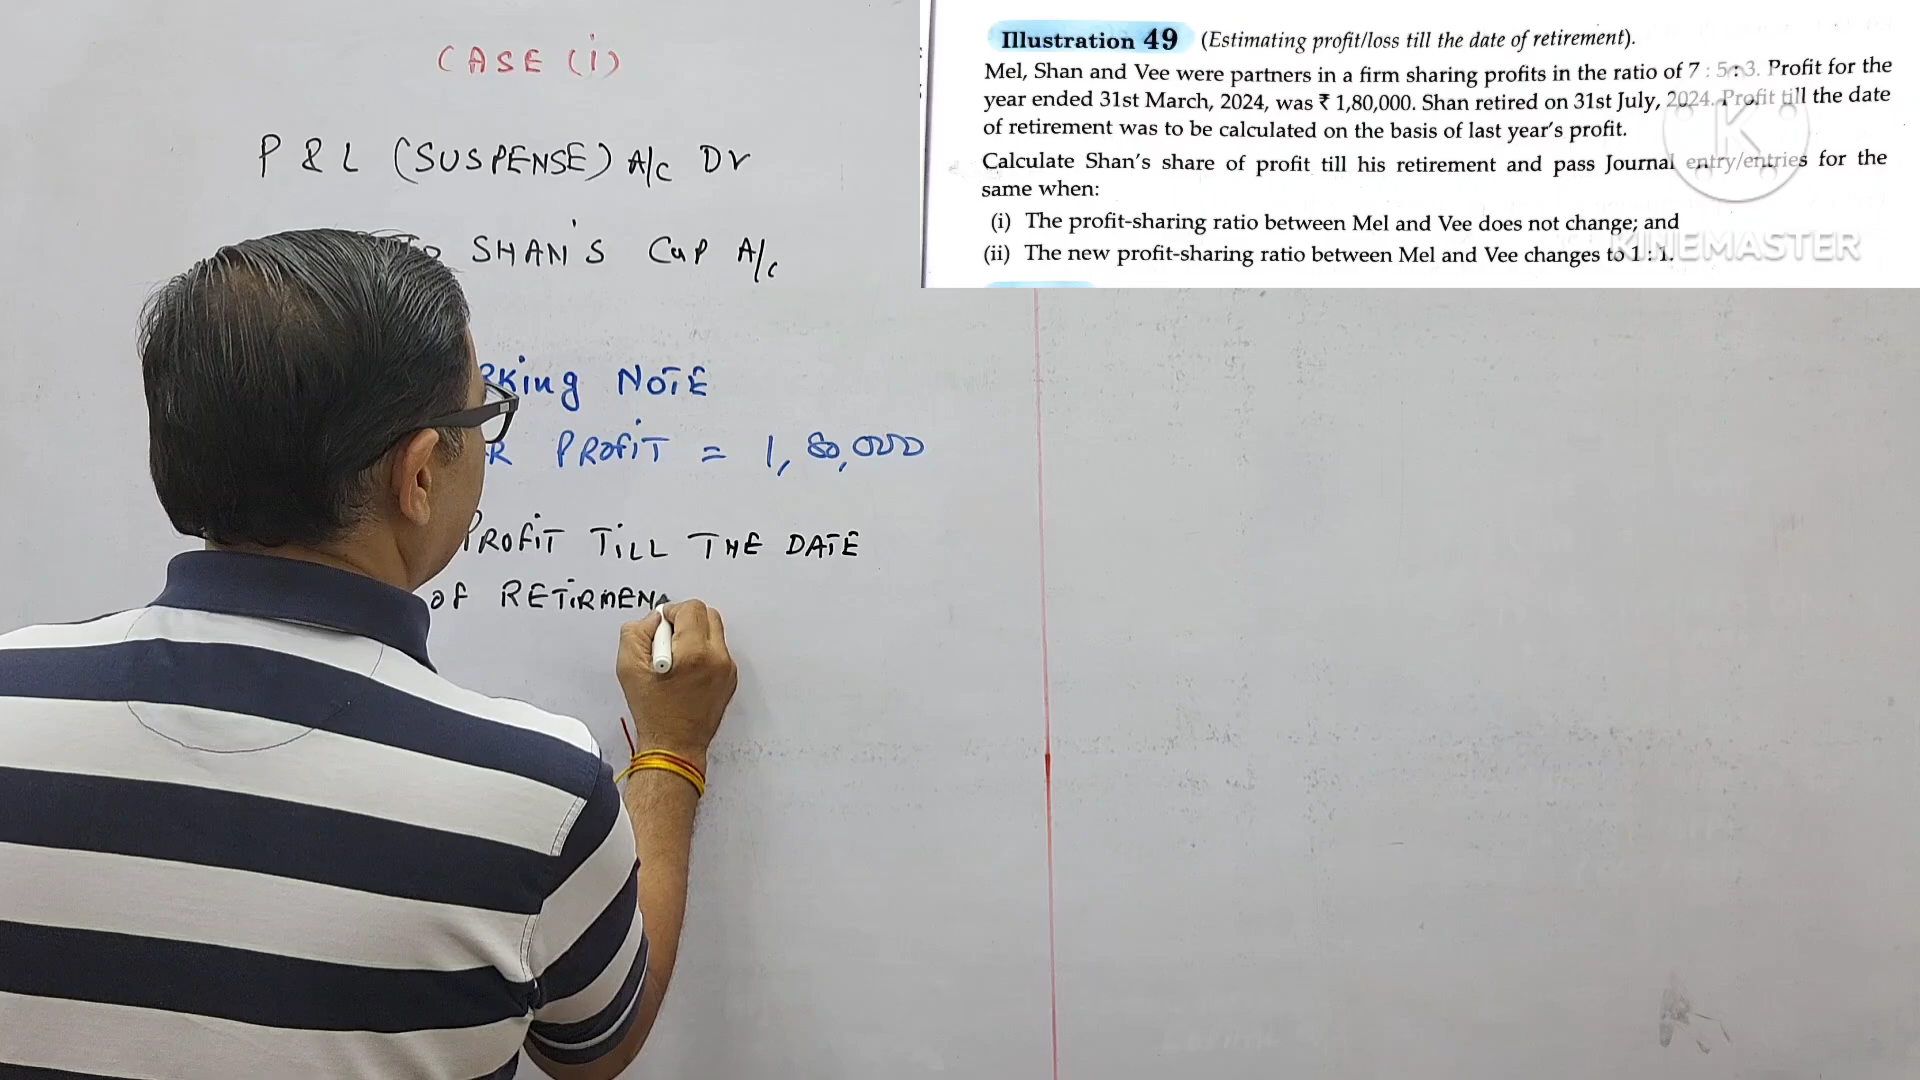 CASE (i)
P & L (SUSPENSE) A/c Dr
TO SHAN'S Cap A/c
RKing NOTE
R PROFiT = 1,80,000
PROFiT TiLL THE DATE
OF RETIRMEN
Illustration 49 (Estimating profit/loss till the date of retirement).
Mel, Shan and Vee were partners in a firm sharing profits in the ratio of 7 : 5 : 3. Profit for the
year ended 31st March, 2024, was ₹ 1,80,000. Shan retired on 31st July, 2024. Profit till the date
of retirement was to be calculated on the basis of last year's profit.
Calculate Shan's share of profit till his retirement and pass Journal entry/entries for the
same when:
(i) The profit-sharing ratio between Mel and Vee does not change; and
(ii) The new profit-sharing ratio between Mel and Vee changes to 1 : 1.
K
KINEMASTER